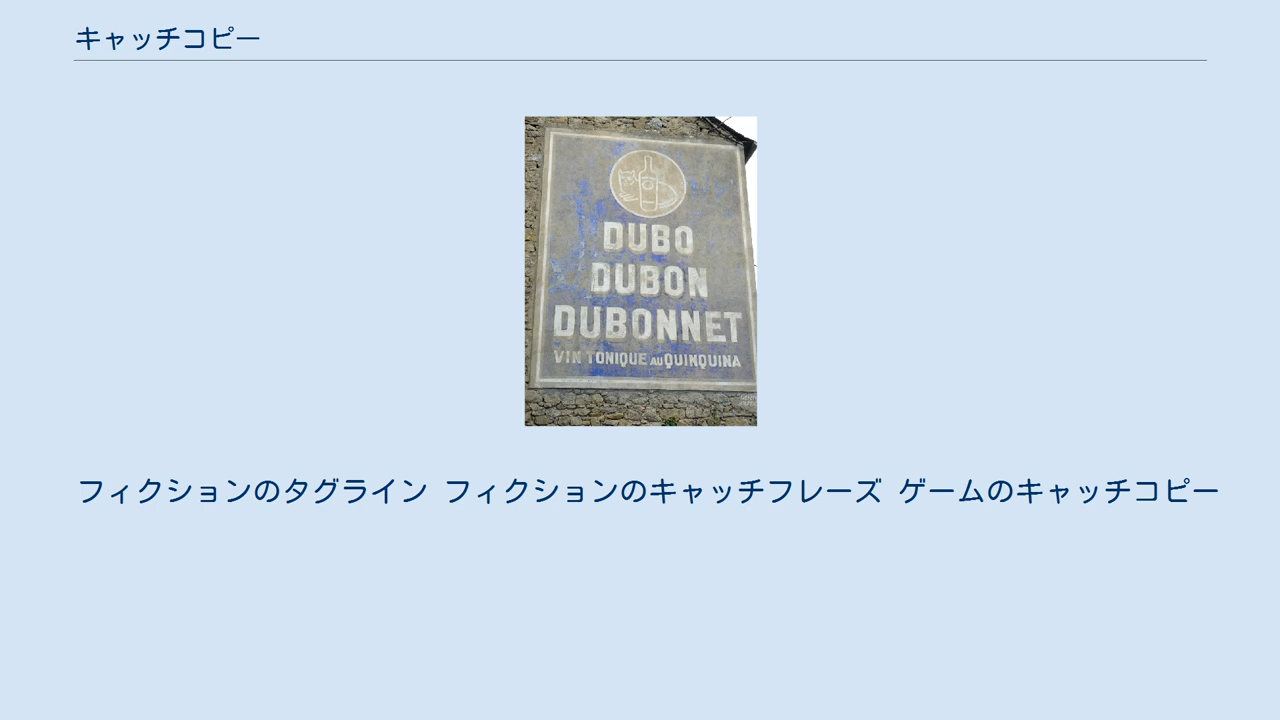 キャッチコピー
DUBO
DUBON
DUBONNET
VIN TONIQUE AU QUINQUINA
フィクションのタグライン フィクションのキャッチフレーズ ゲームのキャッチコピー